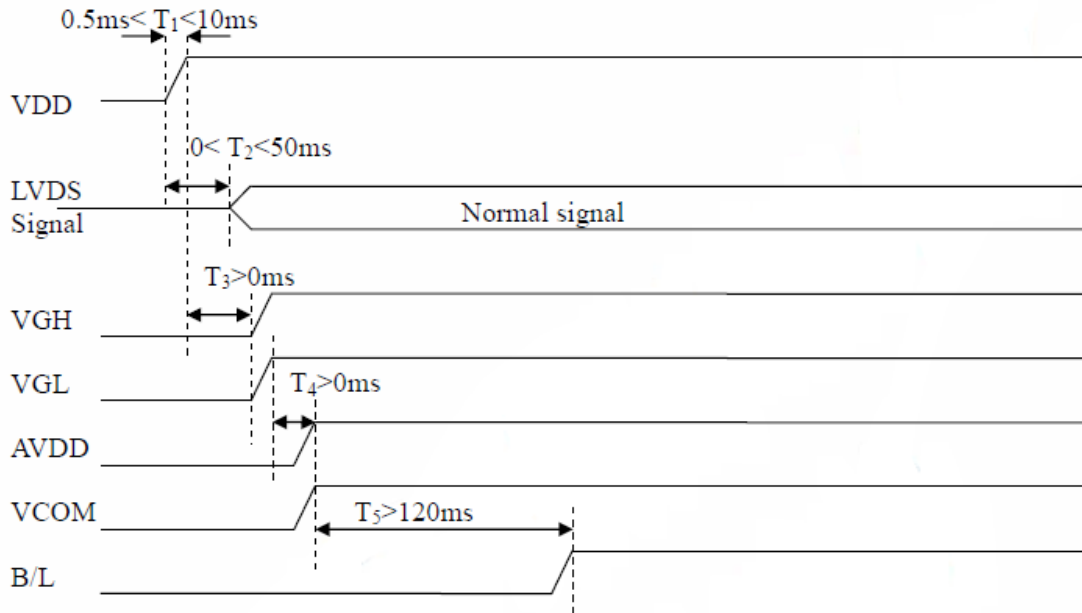 0.5ms< T₁<10ms
VDD
0< T₂<50ms
LVDS
Signal
Normal signal
T₃>0ms
VGH
VGL
T₄>0ms
AVDD
VCOM
T₅>120ms
B/L